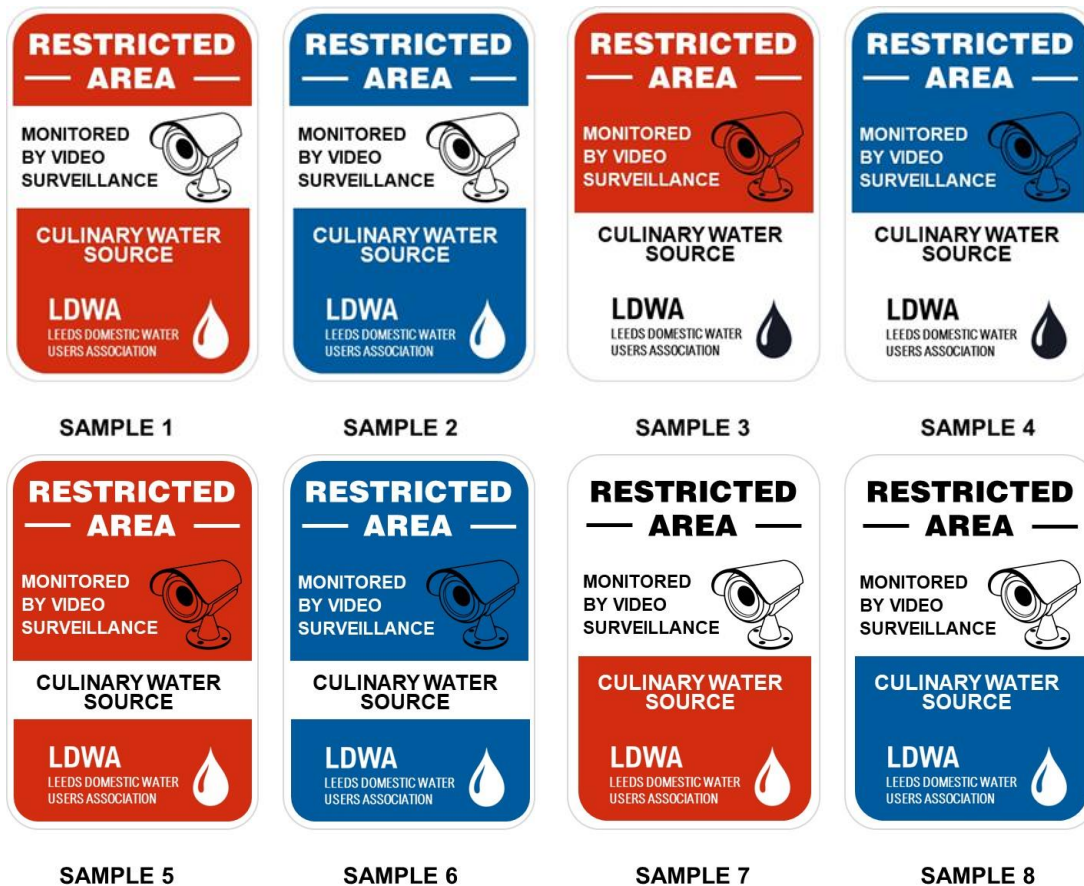 RESTRICTED
AREA
MONITORED
BY VIDEO
SURVEILLANCE
CULINARY WATER
SOURCE
LDWA
LEEDS DOMESTIC WATER
USERS ASSOCIATION
SAMPLE 1
RESTRICTED
AREA
MONITORED
BY VIDEO
SURVEILLANCE
CULINARY WATER
SOURCE
LDWA
LEEDS DOMESTIC WATER
USERS ASSOCIATION
SAMPLE 2
RESTRICTED
AREA
MONITORED
BY VIDEO
SURVEILLANCE
CULINARY WATER
SOURCE
LDWA
LEEDS DOMESTIC WATER
USERS ASSOCIATION
SAMPLE 3
RESTRICTED
AREA
MONITORED
BY VIDEO
SURVEILLANCE
CULINARY WATER
SOURCE
LDWA
LEEDS DOMESTIC WATER
USERS ASSOCIATION
SAMPLE 4
RESTRICTED
AREA
MONITORED
BY VIDEO
SURVEILLANCE
CULINARY WATER
SOURCE
LDWA
LEEDS DOMESTIC WATER
USERS ASSOCIATION
SAMPLE 5
RESTRICTED
AREA
MONITORED
BY VIDEO
SURVEILLANCE
CULINARY WATER
SOURCE
LDWA
LEEDS DOMESTIC WATER
USERS ASSOCIATION
SAMPLE 6
RESTRICTED
AREA
MONITORED
BY VIDEO
SURVEILLANCE
CULINARY WATER
SOURCE
LDWA
LEEDS DOMESTIC WATER
USERS ASSOCIATION
SAMPLE 7
RESTRICTED
AREA
MONITORED
BY VIDEO
SURVEILLANCE
CULINARY WATER
SOURCE
LDWA
LEEDS DOMESTIC WATER
USERS ASSOCIATION
SAMPLE 8